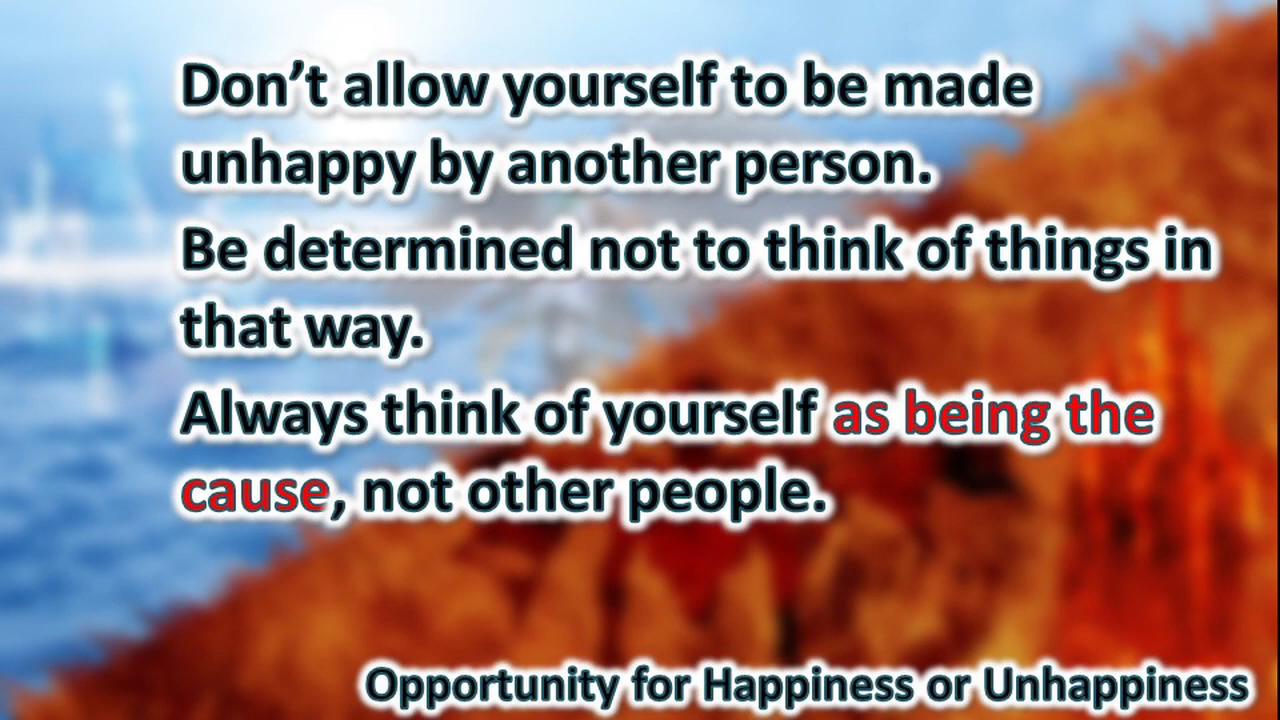 Don’t allow yourself to be made
unhappy by another person.
Be determined not to think of things in
that way.
Always think of yourself as being the
cause, not other people.
Opportunity for Happiness or Unhappiness